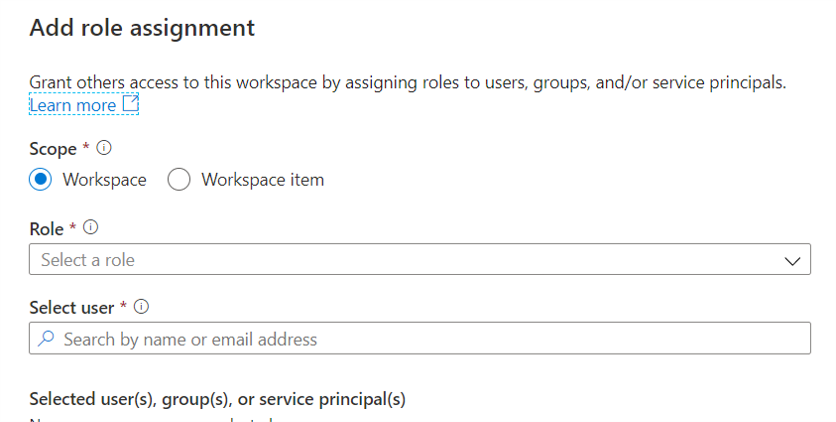 Add role assignment
Grant others access to this workspace by assigning roles to users, groups, and/or service principals.
Learn more
Scope *
Workspace Workspace item
Role *
Select a role
Select user *
Search by name or email address
Selected user(s), group(s), or service principal(s)